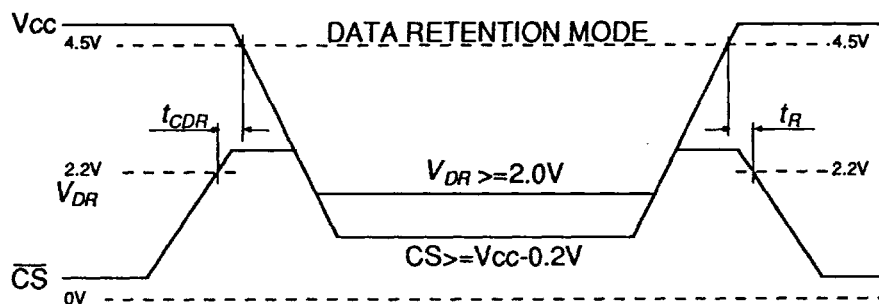 Vcc
DATA RETENTION MODE
4.5V
4.5V
tCDR
tR
2.2V
2.2V
VDR
VDR >=2.0V
CS>=Vcc-0.2V
CS
0V